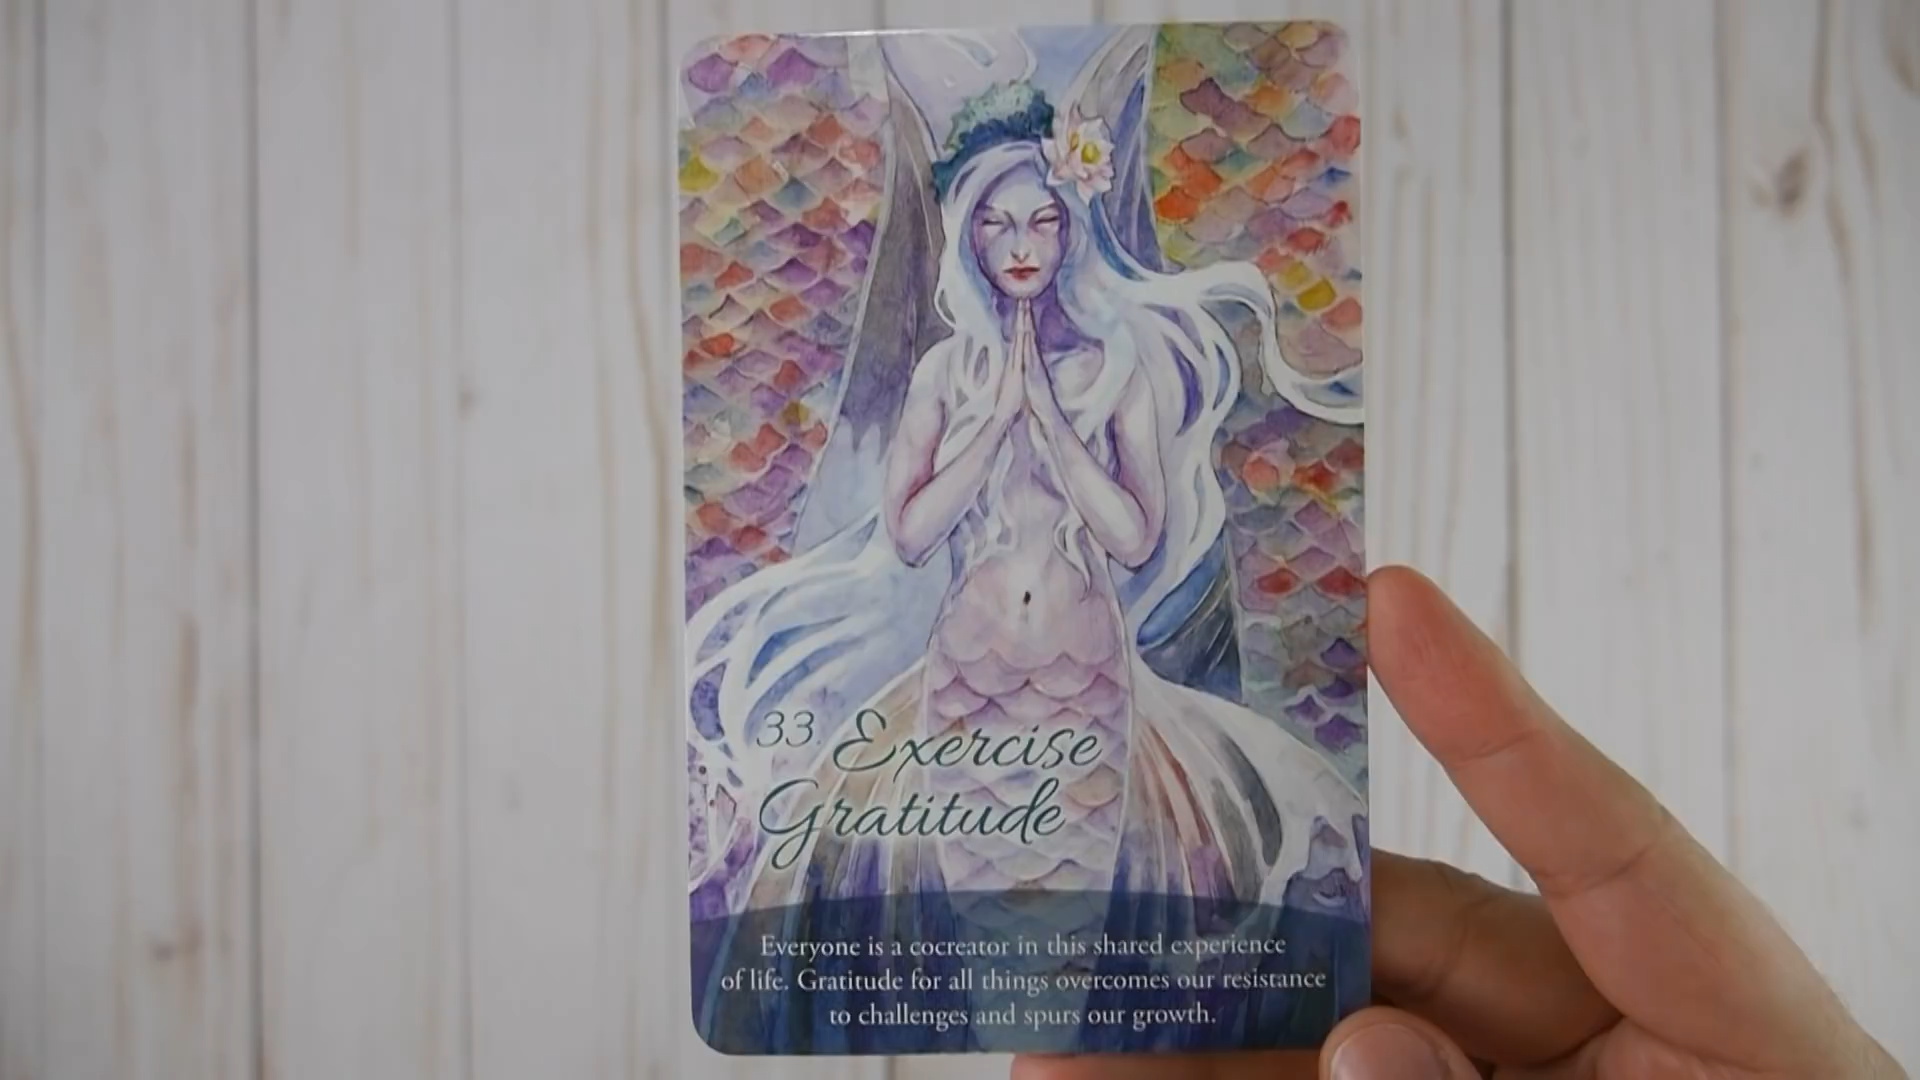 33. Exercise
Gratitude
Everyone is a cocreator in this shared experience
of life. Gratitude for all things overcomes our resistance
to challenges and spurs our growth.